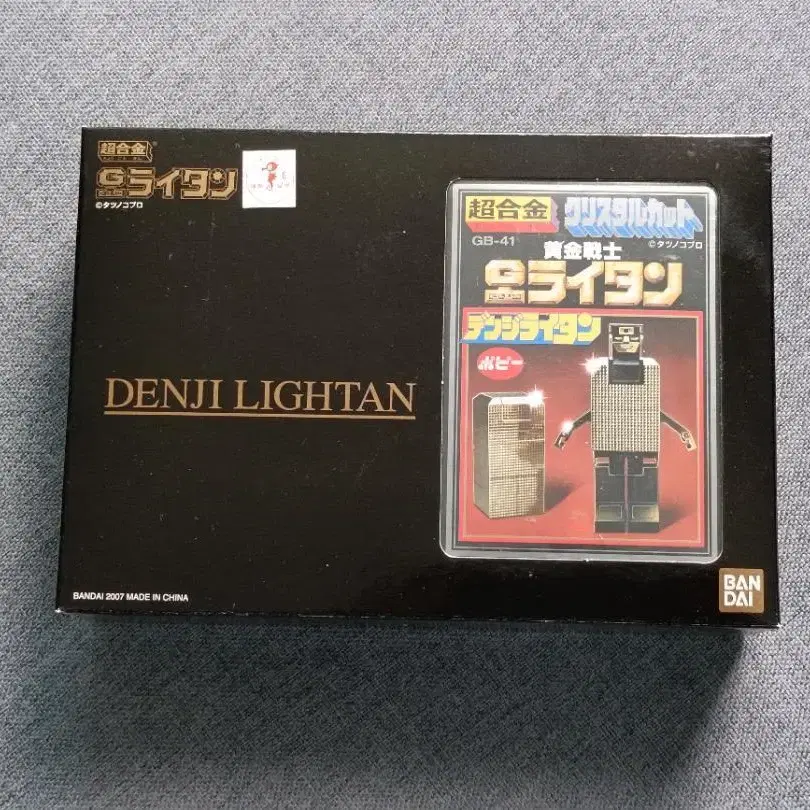 超合金
Gライタン
©タツノコプロ
DENJI LIGHTAN
BANDAI 2007 MADE IN CHINA
超合金 クリスタルカット
GB-41
©タツノコプロ
黄金戦士
Gライタン
デンジライタン
ポピー
BAN
DAI